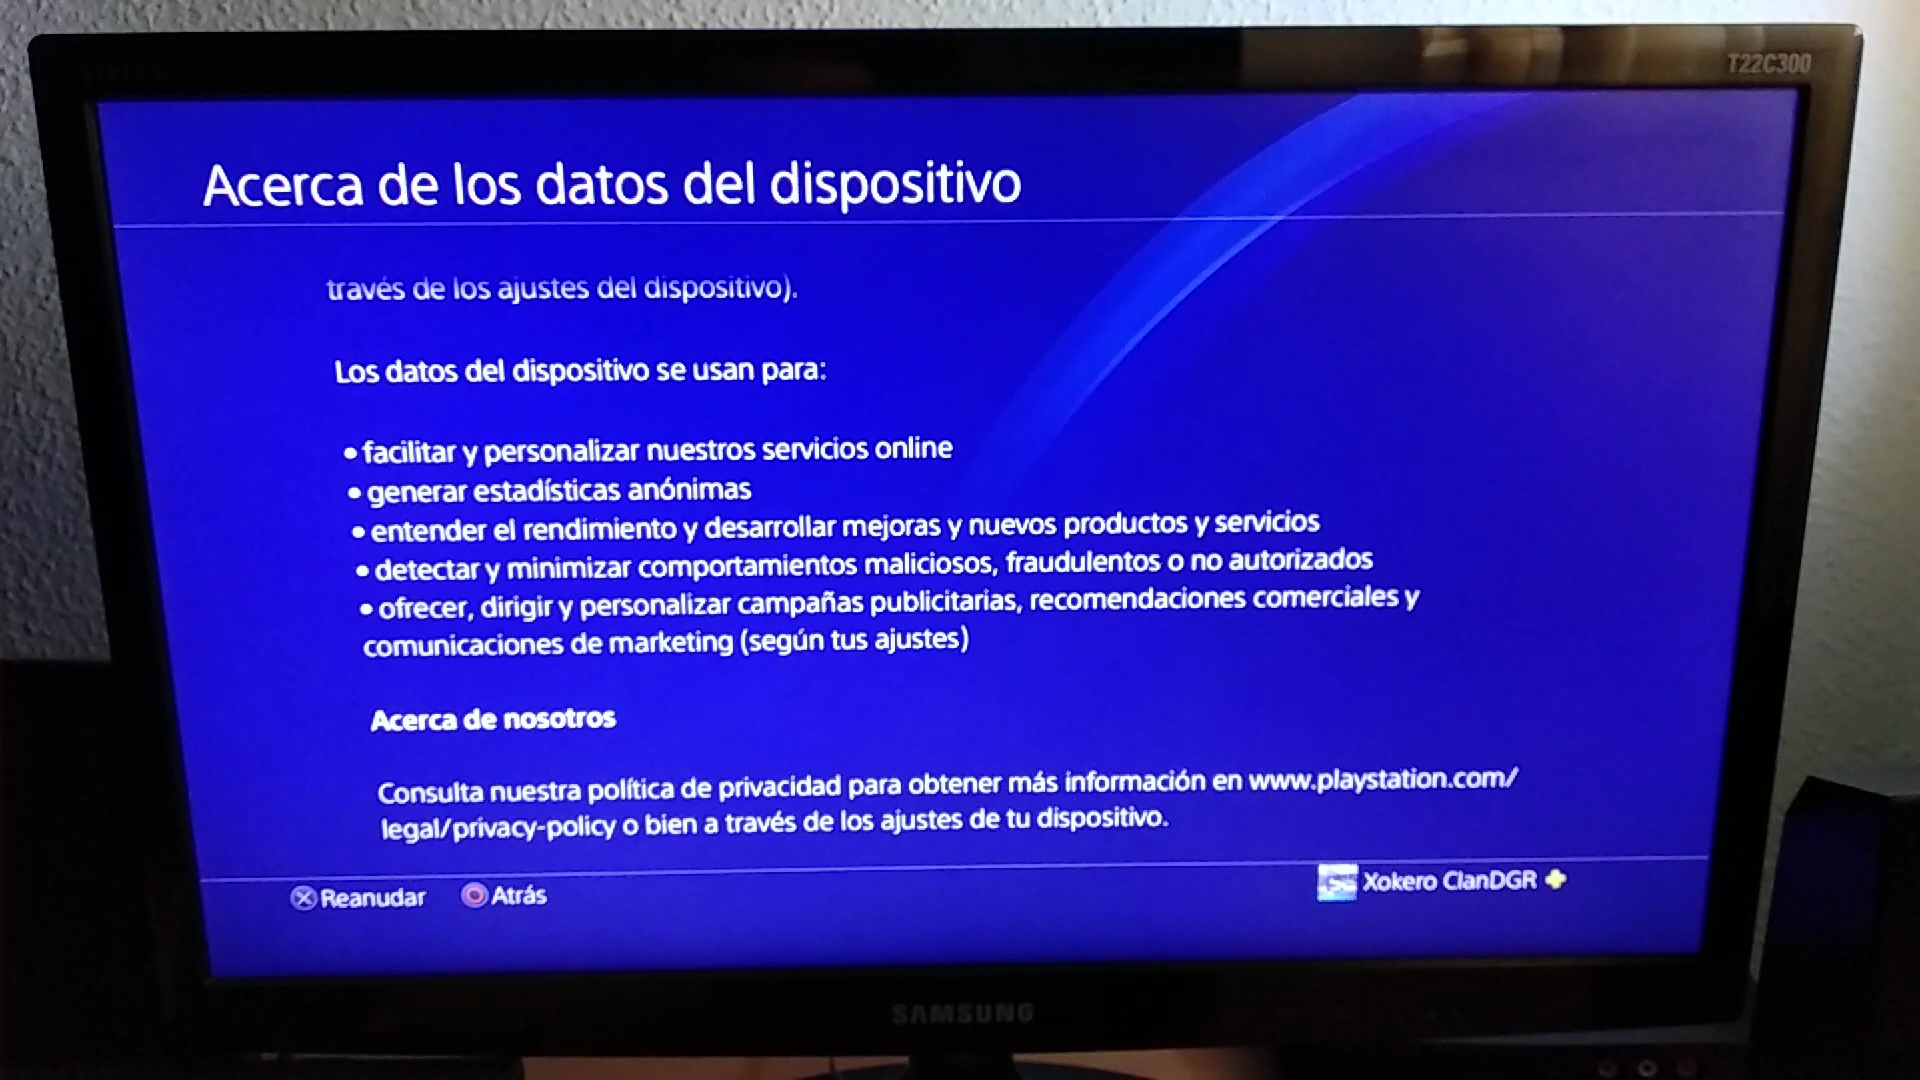 T22C300
Acerca de los datos del dispositivo
través de los ajustes del dispositivo).
Los datos del dispositivo se usan para:
• facilitar y personalizar nuestros servicios online
• generar estadísticas anónimas
• entender el rendimiento y desarrollar mejoras y nuevos productos y servicios
• detectar y minimizar comportamientos maliciosos, fraudulentos o no autorizados
• ofrecer, dirigir y personalizar campañas publicitarias, recomendaciones comerciales y
comunicaciones de marketing (según tus ajustes)
Acerca de nosotros
Consulta nuestra política de privacidad para obtener más información en www.playstation.com/
legal/privacy-policy o bien a través de los ajustes de tu dispositivo.
Reanudar Atrás Xokero ClanDGR
SAMSUNG